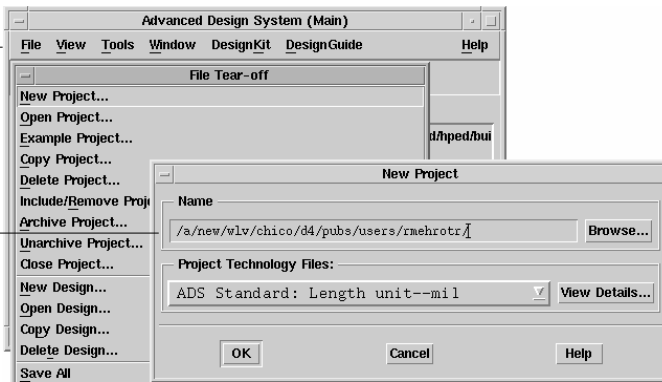 Advanced Design System (Main)
File View Tools Window DesignKit DesignGuide Help
File Tear-off
New Project...
Open Project...
Example Project...
Copy Project...
Delete Project...
Include/Remove Proj
Archive Project...
Unarchive Project...
Close Project...
New Design...
Open Design...
Copy Design...
Delete Design...
Save All
d/hped/bui
New Project
Name
/a/new/wlv/chico/d4/pubs/users/rmehrotr/
Browse...
Project Technology Files:
ADS Standard: Length unit--mil
View Details...
OK Cancel Help